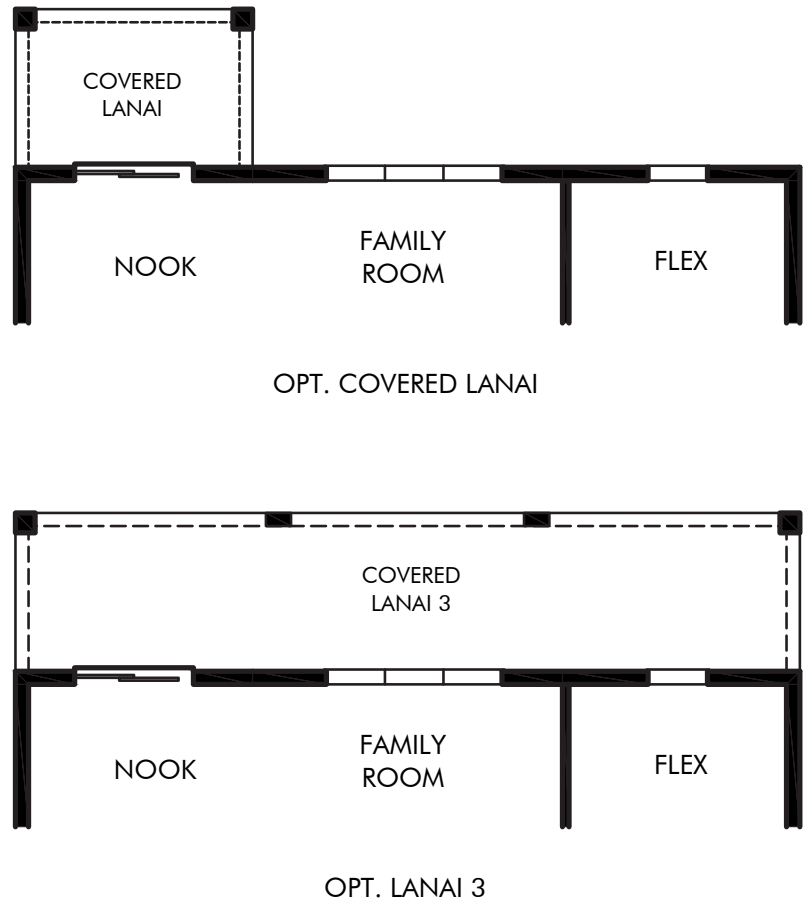 COVERED
LANAI
NOOK
FAMILY
ROOM
FLEX
OPT. COVERED LANAI
COVERED
LANAI 3
NOOK
FAMILY
ROOM
FLEX
OPT. LANAI 3